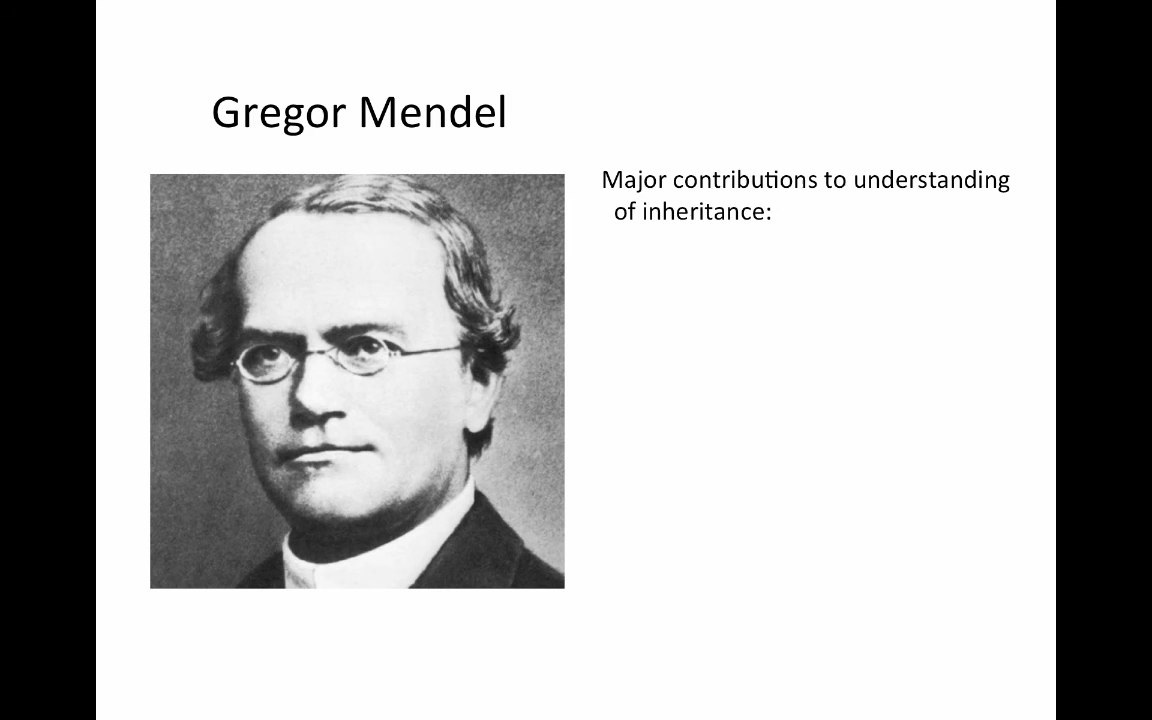 Gregor Mendel
Major contributions to understanding
of inheritance: